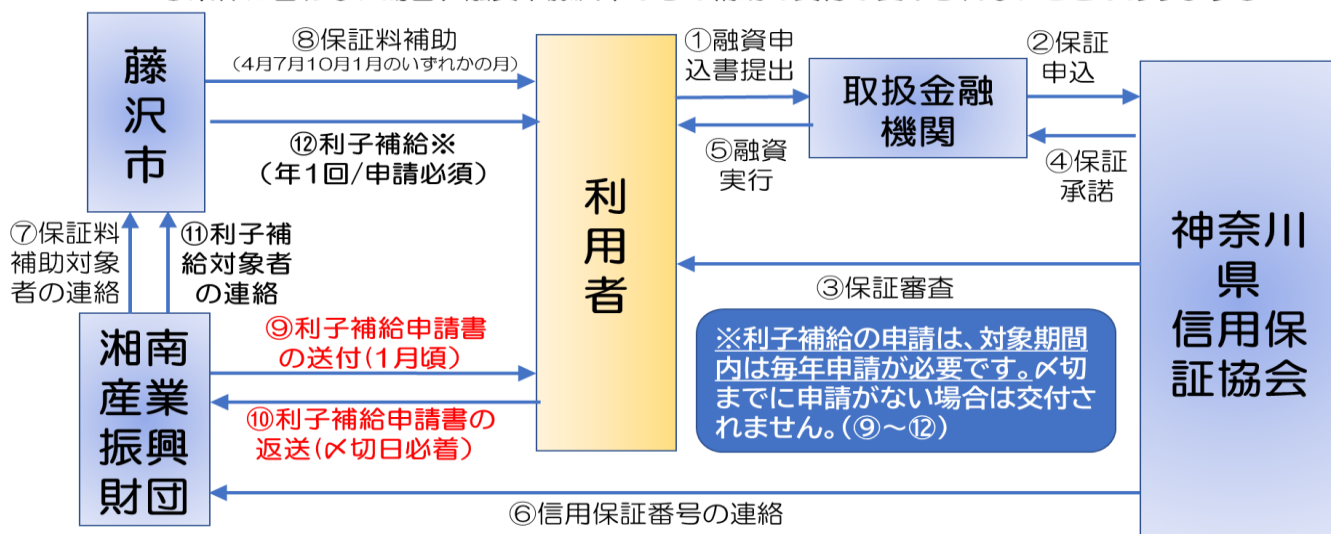 藤
沢
市
⑧保証料補助
(4月7月10月1月のいずれかの月)
⑫利子補給※
(年1回/申請必須)
利
用
者
①融資申
込書提出
取扱金融
機関
②保証
申込
⑤融資
実行
④保証
承諾
神奈川
県
信用保
証協会
⑦保証料
補助対象
者の連絡
⑪利子補
給対象者
の連絡
③保証審査
湘南
産業
振興
財団
⑨利子補給申請書
の送付(1月頃)
⑩利子補給申請書の
返送(〆切日必着)
※利子補給の申請は、対象期間
内は毎年申請が必要です。〆切
までに申請がない場合は交付さ
れません。(⑨~⑫)
⑥信用保証番号の連絡